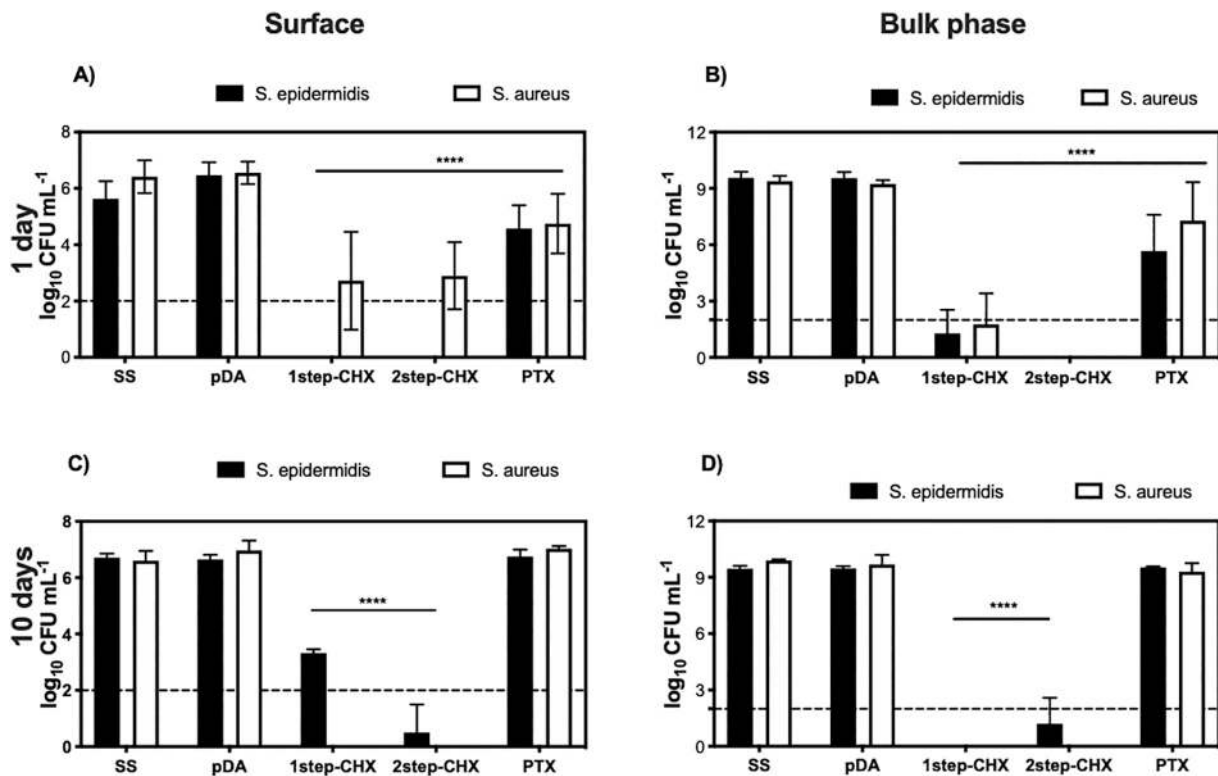 Surface
Bulk phase
A)
S. epidermidis
S. aureus
1 day
log₁₀ CFU mL⁻¹
8
6
4
2
0
****
SS
pDA
1step-CHX
2step-CHX
PTX
B)
S. epidermidis
S. aureus
log₁₀ CFU mL⁻¹
12
9
6
3
0
****
SS
pDA
1step-CHX
2step-CHX
PTX
C)
S. epidermidis
S. aureus
10 days
log₁₀ CFU mL⁻¹
8
6
4
2
0
****
SS
pDA
1step-CHX
2step-CHX
PTX
D)
S. epidermidis
S. aureus
log₁₀ CFU mL⁻¹
12
9
6
3
0
****
SS
pDA
1step-CHX
2step-CHX
PTX